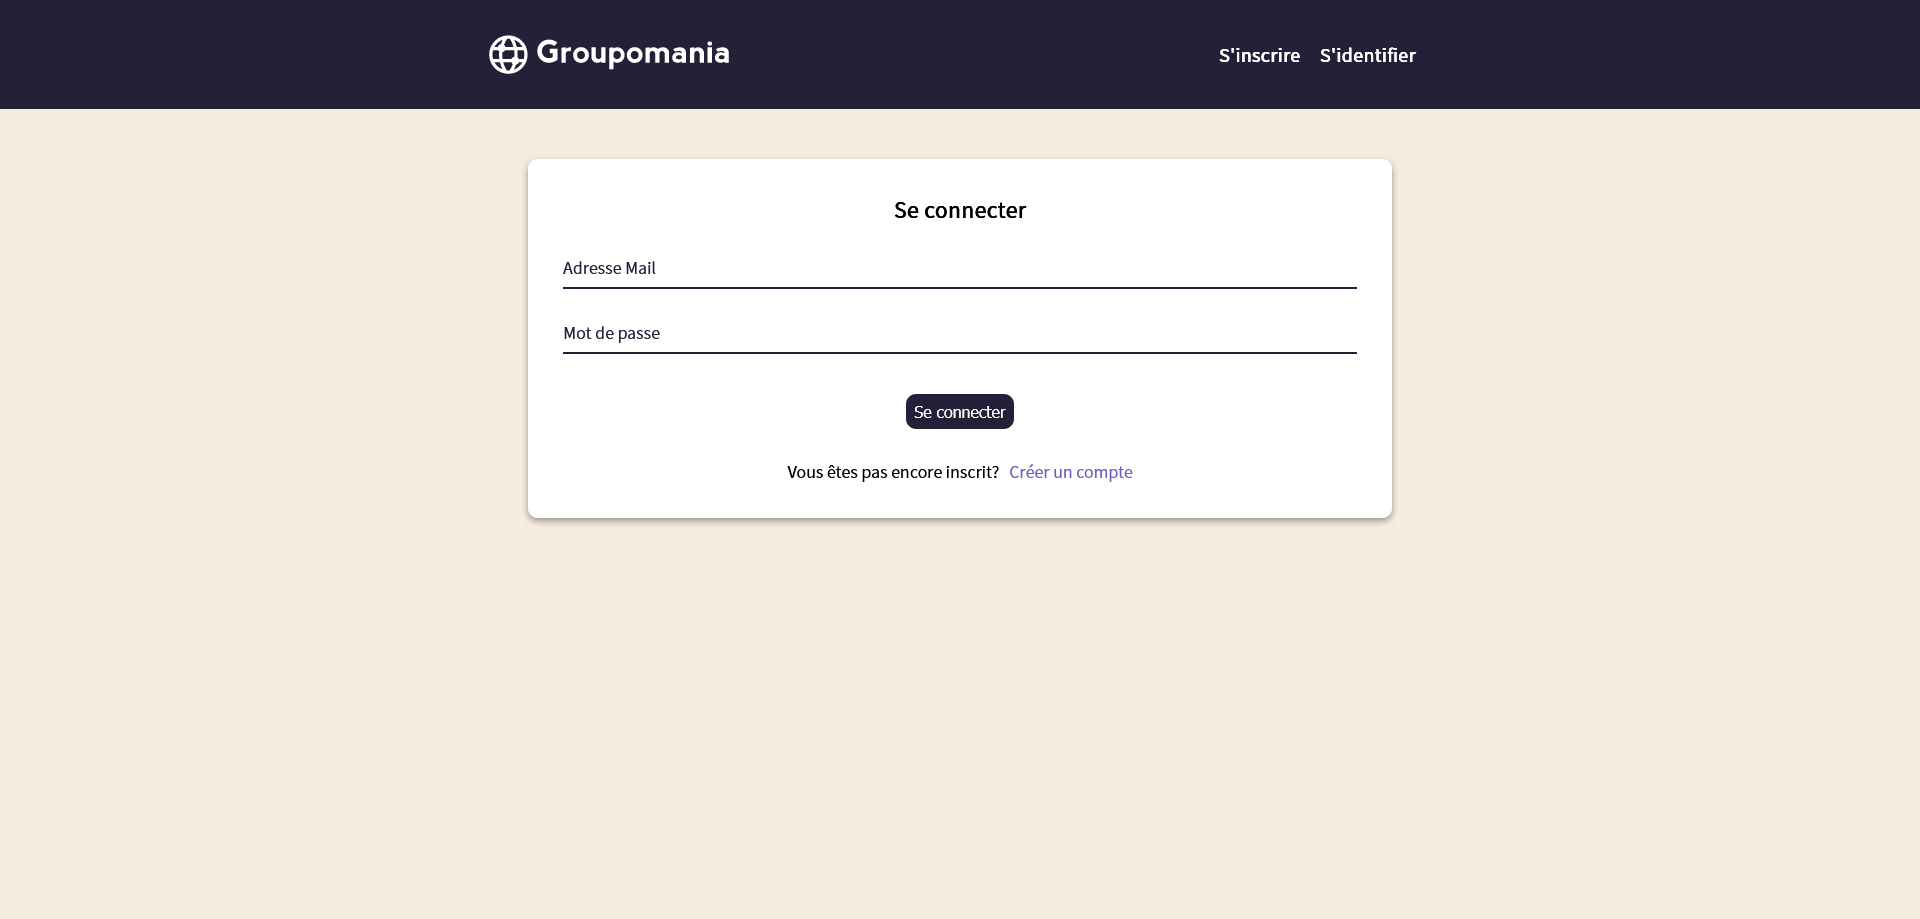 Groupomania
S'inscrire S'identifier
Se connecter
Adresse Mail
Mot de passe
Se connecter
Vous êtes pas encore inscrit? Créer un compte